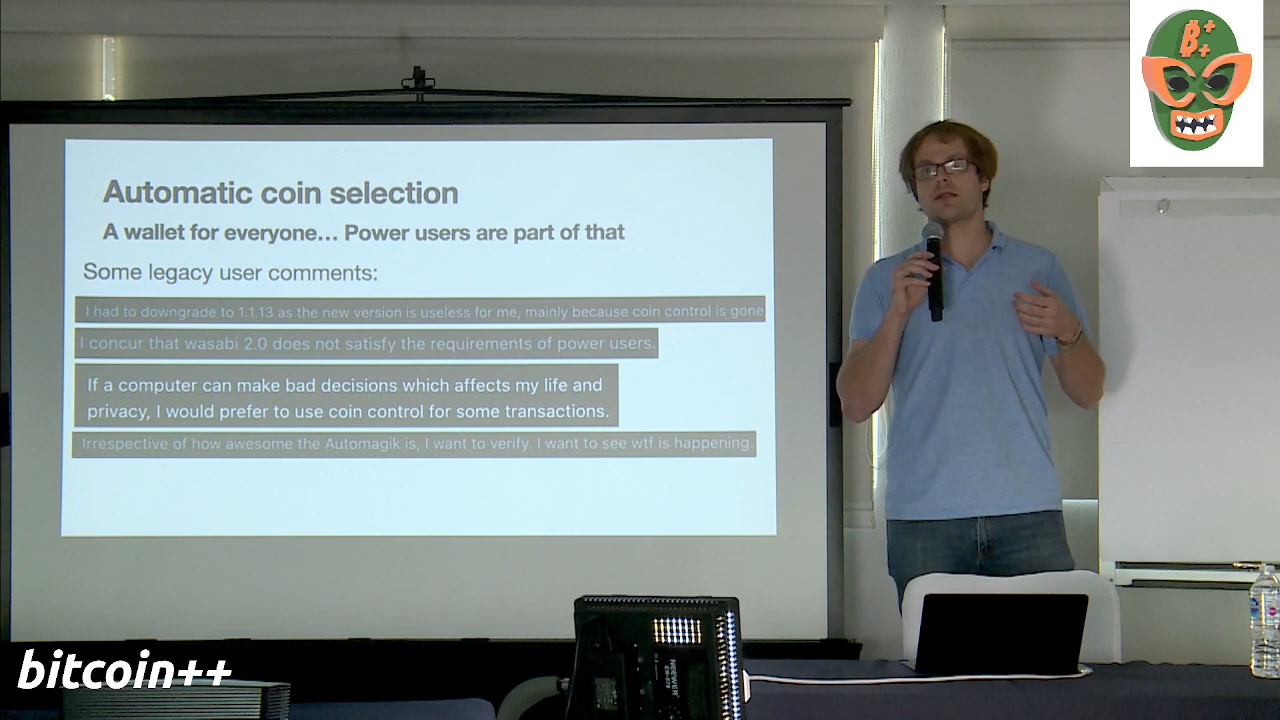 Automatic coin selection
A wallet for everyone... Power users are part of that
Some legacy user comments:
I had to downgrade to 1.1.13 as the new version is useless for me, mainly because coin control is gone
I concur that wasabi 2.0 does not satisfy the requirements of power users.
If a computer can make bad decisions which affects my life and
privacy, I would prefer to use coin control for some transactions.
Irrespective of how awesome the Automagik is, I want to verify. I want to see wtf is happening.
bitcoin++
NEEWER